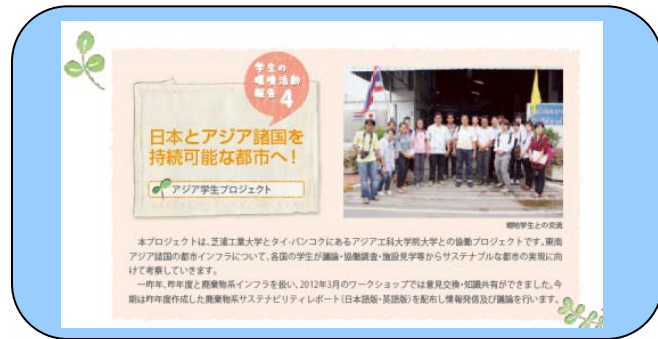 学生の
環境活動
報告 4
日本とアジア諸国を
持続可能な都市へ!
アジア学生プロジェクト
現地学生との交流
本プロジェクトは、芝浦工業大学とタイ-バンコクにあるアジア工科大学院大学との協働プロジェクトです。東南
アジア諸国の都市インフラについて、各国の学生が議論・協働調査・施設見学等からサステナブルな都市の実現に向
けて考察していきます。
一昨年、昨年度と廃棄物系インフラを扱い、2012年3月のワークショップでは意見交換・知識共有ができました。今
期は昨年度作成した廃棄物系サステナビリティレポート(日本語版・英語版)を配布し情報発信及び議論を行います。